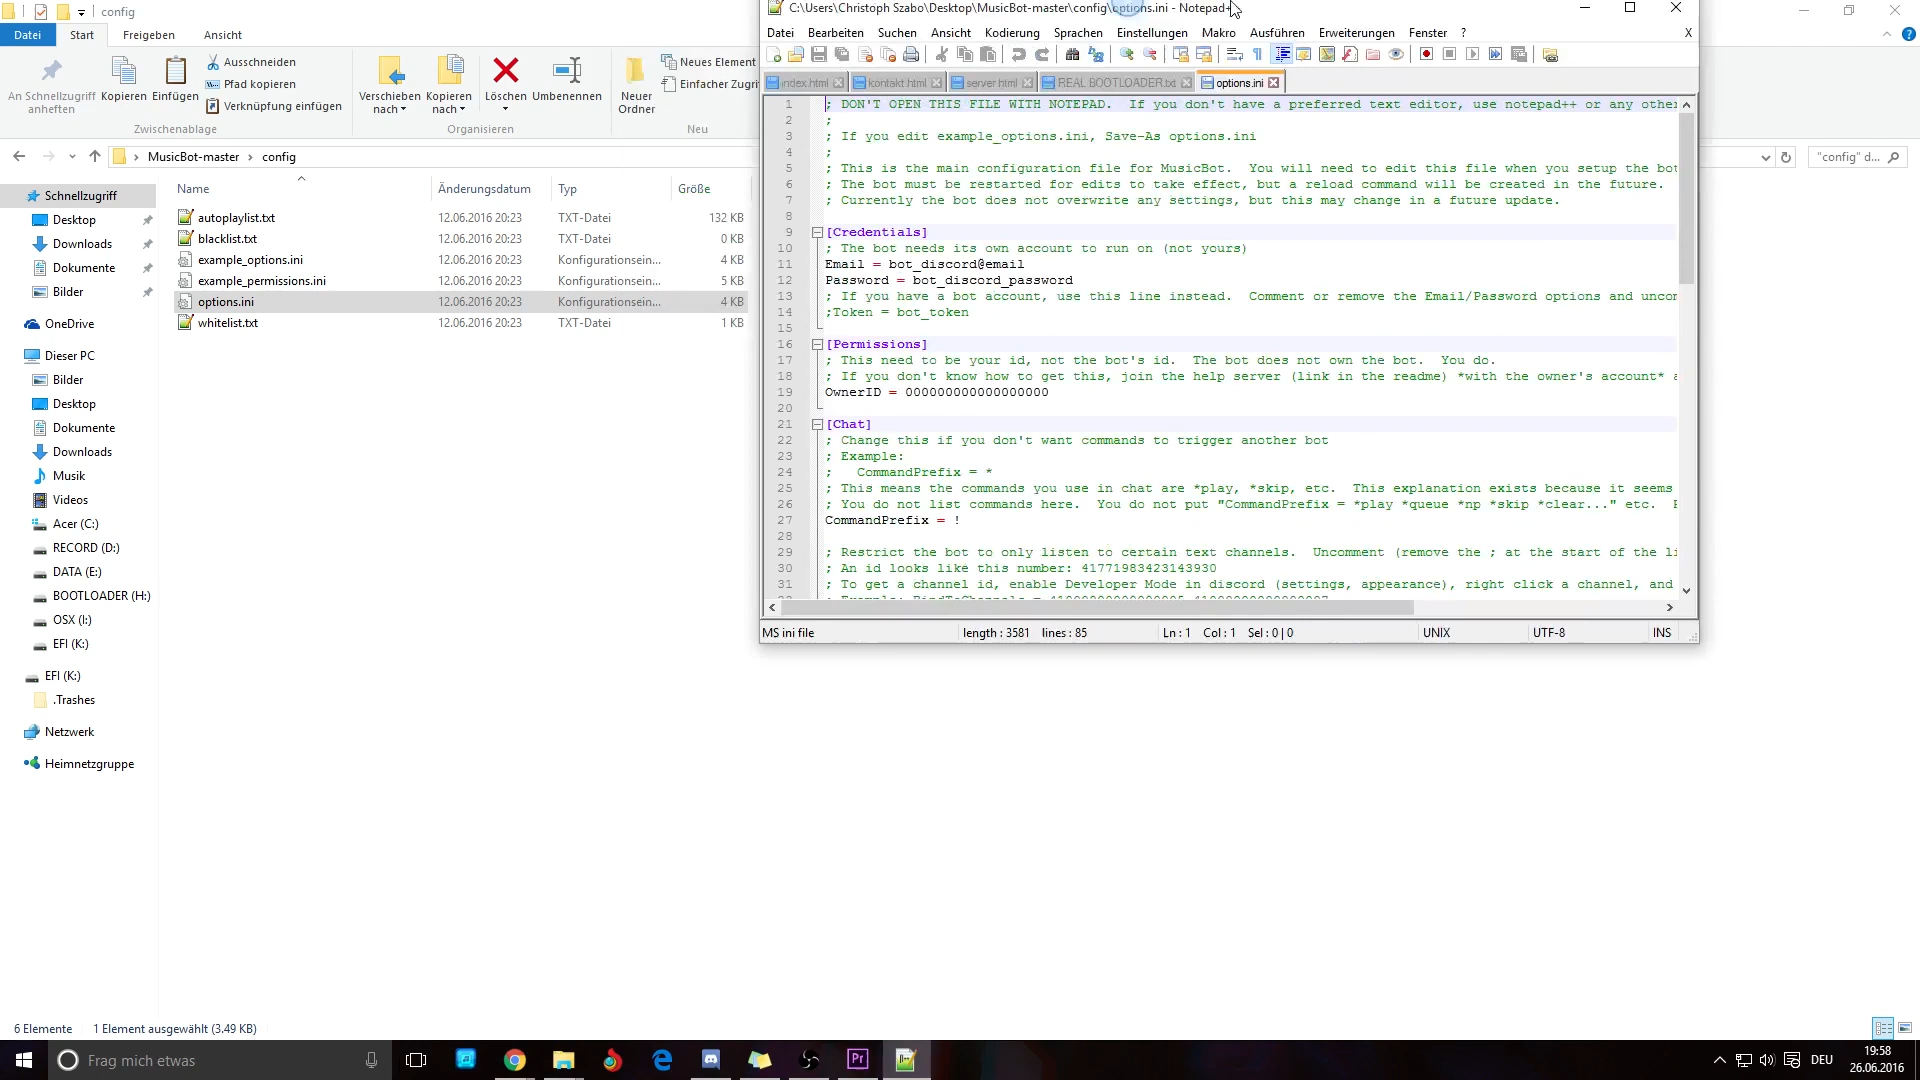 config
Datei
Start
Freigeben
Ansicht
An Schnellzugriff anheften
Kopieren
Einfügen
Ausschneiden
Pfad kopieren
Verknüpfung einfügen
Zwischenablage
Verschieben nach
Kopieren nach
Löschen
Umbenennen
Organisieren
Neuer Ordner
Neues Element
Einfacher Zugri
Neu
MusicBot-master › config
"config" d...
Name
Änderungsdatum
Typ
Größe
autoplaylist.txt 12.06.2016 20:23 TXT-Datei 132 KB
blacklist.txt 12.06.2016 20:23 TXT-Datei 0 KB
example_options.ini 12.06.2016 20:23 Konfigurationsein... 4 KB
example_permissions.ini 12.06.2016 20:23 Konfigurationsein... 5 KB
options.ini 12.06.2016 20:23 Konfigurationsein... 4 KB
whitelist.txt 12.06.2016 20:23 TXT-Datei 1 KB
Schnellzugriff
Desktop
Downloads
Dokumente
Bilder
OneDrive
Dieser PC
Bilder
Desktop
Dokumente
Downloads
Musik
Videos
Acer (C:)
RECORD (D:)
DATA (E:)
BOOTLOADER (H:)
OSX (I:)
EFI (K:)
EFI (K:)
.Trashes
Netzwerk
Heimnetzgruppe
6 Elemente
1 Element ausgewählt (3.49 KB)
C:\Users\Christoph Szabo\Desktop\MusicBot-master\config\options.ini - Notepad+
Datei Bearbeiten Suchen Ansicht Kodierung Sprachen Einstellungen Makro Ausführen Erweiterungen Fenster ? X
index.html kontakt.html server.html REAL BOOTLOADER.txt options.ini
1 ; DON'T OPEN THIS FILE WITH NOTEPAD.  If you don't have a preferred text editor, use notepad++ or any other
2 ;
3 ; If you edit example_options.ini, Save-As options.ini
4 ;
5 ; This is the main configuration file for MusicBot.  You will need to edit this file when you setup the bot
6 ; The bot must be restarted for edits to take effect, but a reload command will be created in the future.
7 ; Currently the bot does not overwrite any settings, but this may change in a future update.
8
9 [Credentials]
10 ; The bot needs its own account to run on (not yours)
11 Email = bot_discord@email
12 Password = bot_discord_password
13 ; If you have a bot account, use this line instead.  Comment or remove the Email/Password options and uncom
14 ;Token = bot_token
15
16 [Permissions]
17 ; This need to be your id, not the bot's id.  The bot does not own the bot.  You do.
18 ; If you don't know how to get this, join the help server (link in the readme) *with the owner's account* a
19 OwnerID = 000000000000000000
20
21 [Chat]
22 ; Change this if you don't want commands to trigger another bot
23 ; Example:
24 ;   CommandPrefix = *
25 ; This means the commands you use in chat are *play, *skip, etc.  This explanation exists because it seems
26 ; You do not list commands here.  You do not put "CommandPrefix = *play *queue *np *skip *clear..." etc.
27 CommandPrefix = !
28
29 ; Restrict the bot to only listen to certain text channels.  Uncomment (remove the ; at the start of the li
30 ; An id looks like this number: 41771983423143930
31 ; To get a channel id, enable Developer Mode in discord (settings, appearance), right click a channel, and
MS ini file
length : 3581 lines : 85
Ln : 1 Col : 1 Sel : 0 | 0
UNIX
UTF-8
INS
Frag mich etwas
Pr
DEU
19:58
26.06.2016